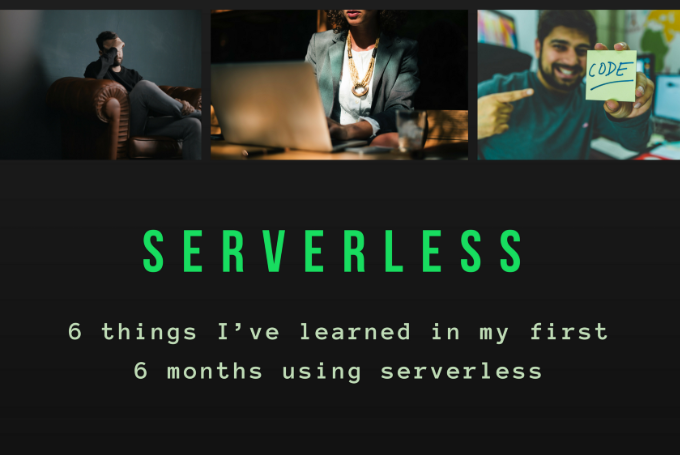 CODE
SERVERLESS
6 things I’ve learned in my first
6 months using serverless